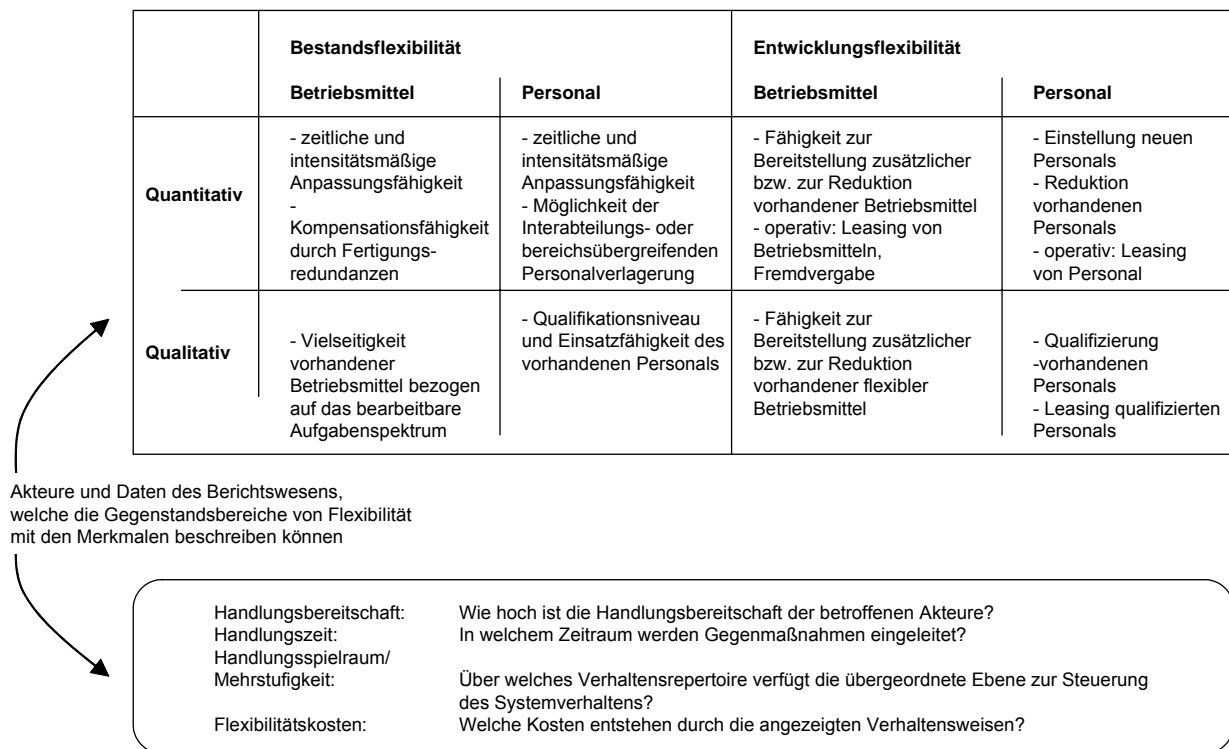 Bestandsflexibilität
Entwicklungsflexibilität
Betriebsmittel
Personal
Betriebsmittel
Personal
Quantitativ
- zeitliche und
intensitätsmäßige
Anpassungsfähigkeit
-
Kompensationsfähigkeit
durch Fertigungs-
redundanzen
- zeitliche und
intensitätsmäßige
Anpassungsfähigkeit
- Möglichkeit der
Interabteilungs- oder
bereichsübergreifenden
Personalverlagerung
- Fähigkeit zur
Bereitstellung zusätzlicher
bzw. zur Reduktion
vorhandener Betriebsmittel
- operativ: Leasing von
Betriebsmitteln,
Fremdvergabe
- Einstellung neuen
Personals
- Reduktion
vorhandenen
Personals
- operativ: Leasing
von Personal
Qualitativ
- Vielseitigkeit
vorhandener
Betriebsmittel bezogen
auf das bearbeitbare
Aufgabenspektrum
- Qualifikationsniveau
und Einsatzfähigkeit des
vorhandenen Personals
- Fähigkeit zur
Bereitstellung zusätzlicher
bzw. zur Reduktion
vorhandener flexibler
Betriebsmittel
- Qualifizierung
-vorhandenen
Personals
- Leasing qualifizierten
Personals
Akteure und Daten des Berichtswesens,
welche die Gegenstandsbereiche von Flexibilität
mit den Merkmalen beschreiben können
Handlungsbereitschaft: Wie hoch ist die Handlungsbereitschaft der betroffenen Akteure?
Handlungszeit: In welchem Zeitraum werden Gegenmaßnahmen eingeleitet?
Handlungsspielraum/
Mehrstufigkeit: Über welches Verhaltensrepertoire verfügt die übergeordnete Ebene zur Steuerung
des Systemverhaltens?
Flexibilitätskosten: Welche Kosten entstehen durch die angezeigten Verhaltensweisen?